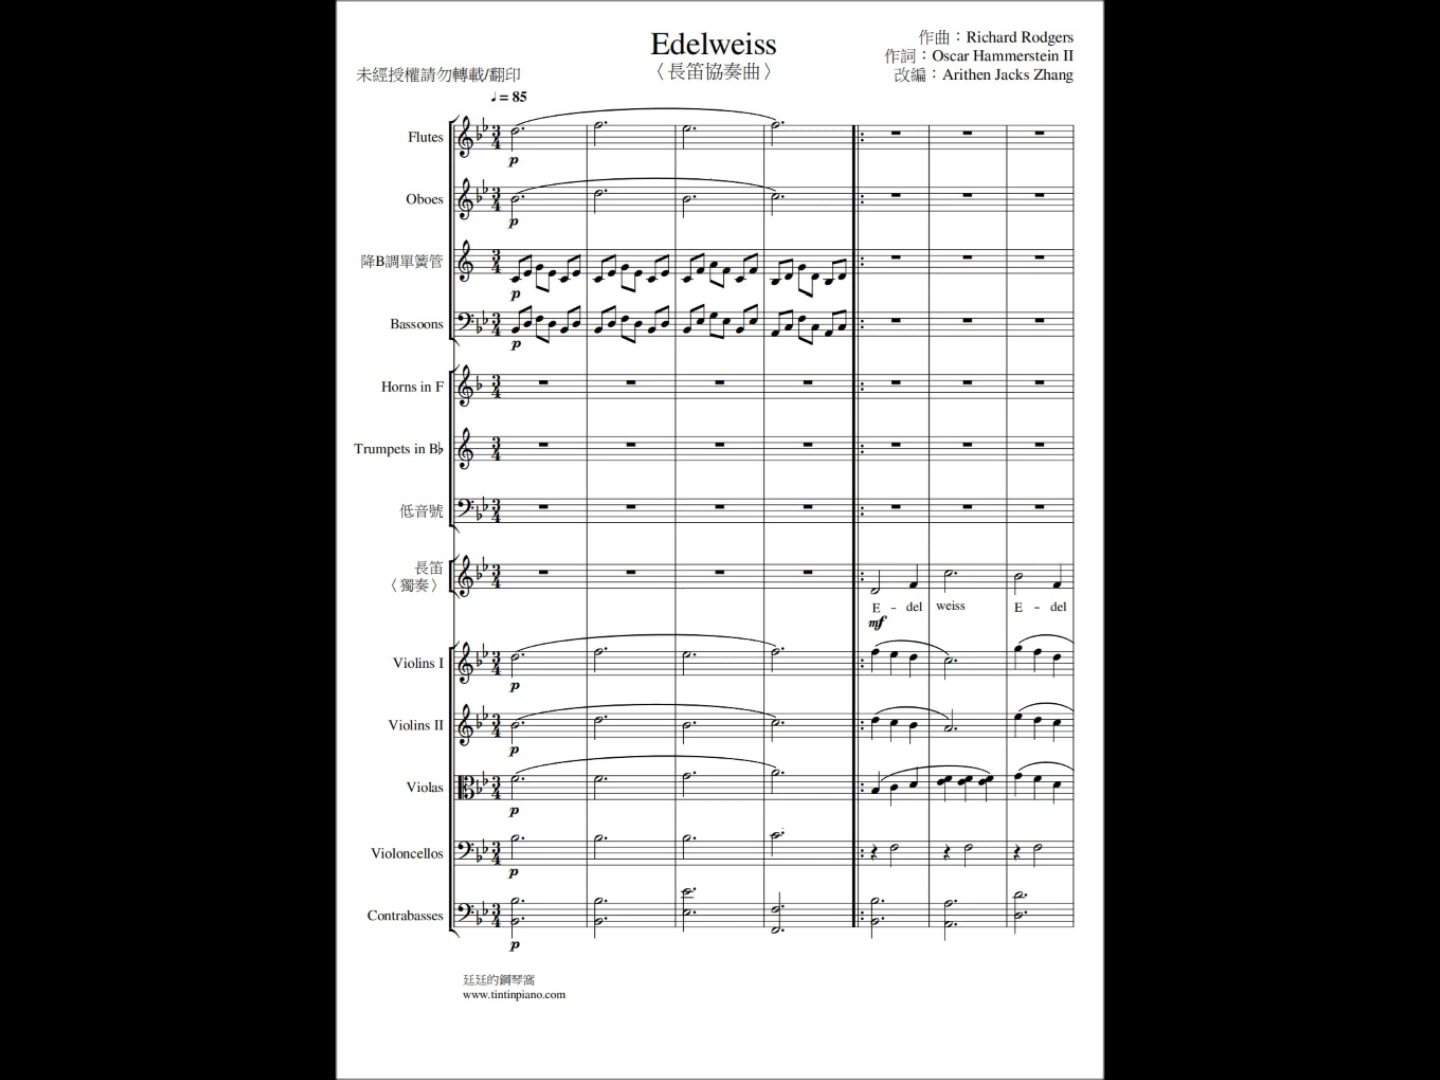 Edelweiss
〈長笛協奏曲〉
作曲：Richard Rodgers
作詞：Oscar Hammerstein II
改編：Arithen Jacks Zhang
未經授權請勿轉載/翻印
♩= 85
Flutes
p
Oboes
p
降B調單簧管
p
Bassoons
p
Horns in F
Trumpets in B♭
低音號
長笛
〈獨奏〉
E - del weiss E - del
mf
Violins I
p
Violins II
p
Violas
p
Violoncellos
p
Contrabasses
p
廷廷的鋼琴窩
www.tintinpiano.com